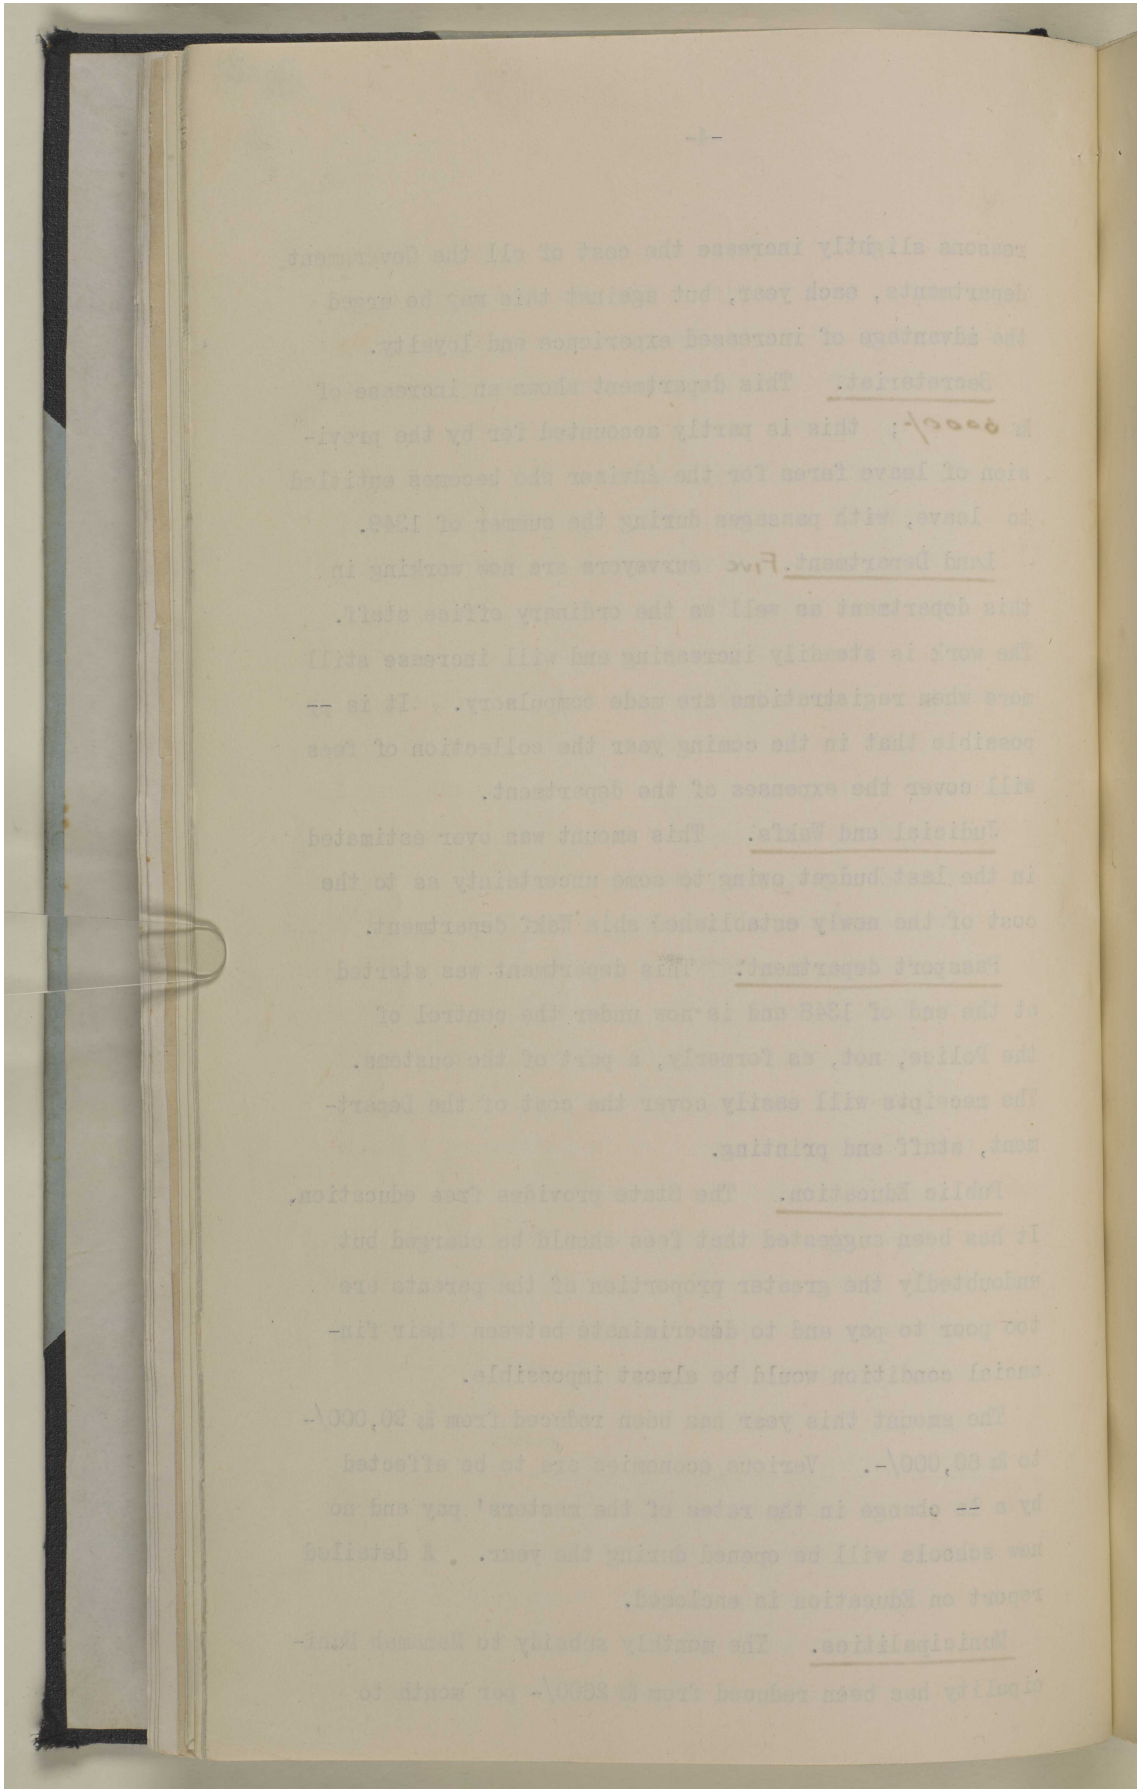 -4-
reasons slightly increase the cost of all the Government
departments, each year, but against this may be urged
the advantage of increased experience and loyalty.
Secretariat. This department shows an increase of
Rs 3000/-; this is partly accounted for by the provi-
sion of leave fares for the Adviser who becomes entitled
to leave, with passages during the summer of 1349.
Land Department. Five surveyors are now working in
this department as well as the ordinary office staff.
The work is steadily increasing and will increase still
more when registrations are made compulsory. It is
possible that in the coming year the collection of fees
will cover the expenses of the department.
Judicial and Wakfs. This amount was over estimated
in the last budget owing to some uncertainty as to the
cost of the newly established Wakf department.
Passport department. This department was started
at the end of 1348 and is now under the control of
the Police, not, as formerly, a part of the customs.
The receipts will easily cover the cost of the Depart-
ment, staff and printing.
Public Education. The State provides free education.
It has been suggested that fees should be charged but
undoubtedly the greater proportion of the parents are
too poor to pay and to descriminate between their fin-
ancial condition would be almost impossible.
The amount this year has been reduced from Rs 90,000/-
to Rs 80,000/-. Various economies are to be effected
by a change in the rates of the masters' pay and no
new schools will be opened during the year. A detailed
report on Education is enclosed.
Municipalities. The monthly subsidy to Manamah Muni-
cipality has been reduced from Rs 2000/- per month to